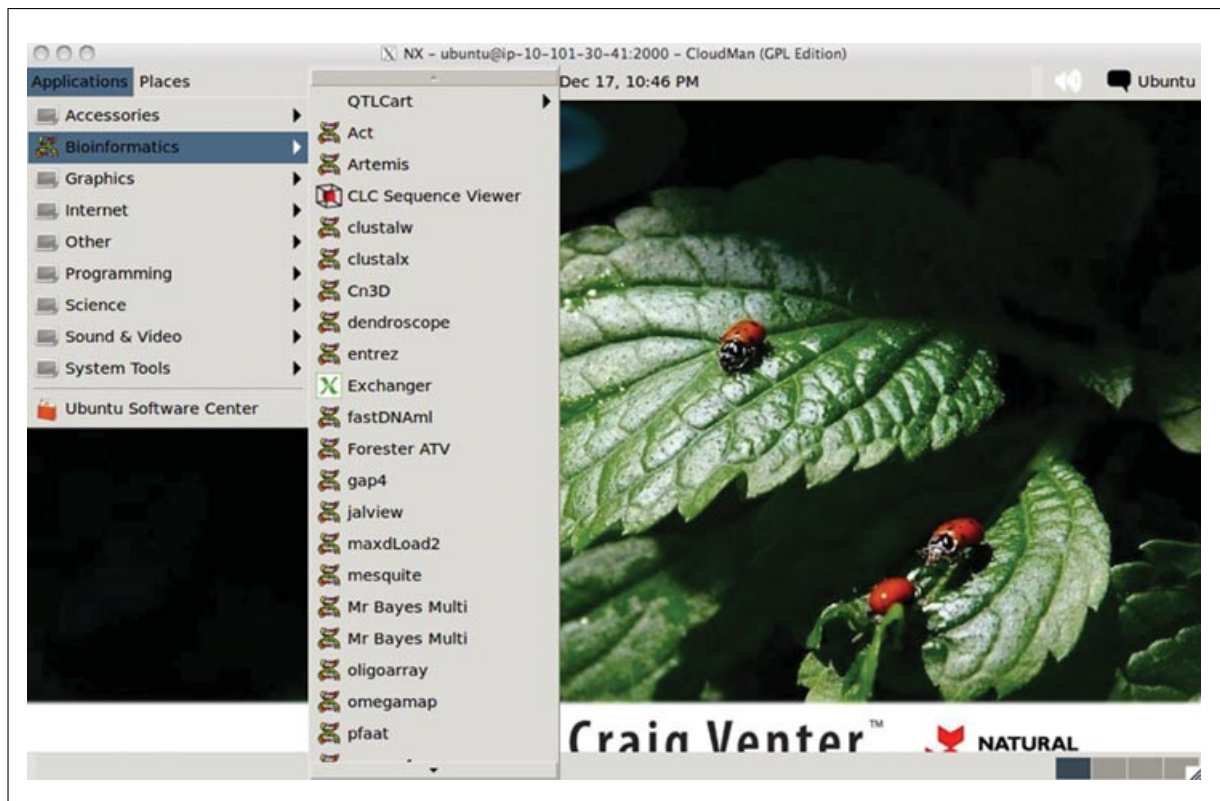 NX – ubuntu@ip-10-101-30-41:2000 – CloudMan (GPL Edition)
Applications Places Dec 17, 10:46 PM Ubuntu
Accessories
Bioinformatics
Graphics
Internet
Other
Programming
Science
Sound & Video
System Tools
Ubuntu Software Center
QTLCart
Act
Artemis
CLC Sequence Viewer
clustalw
clustalx
Cn3D
dendroscope
entrez
Exchanger
fastDNAml
Forester ATV
gap4
jalview
maxdLoad2
mesquite
Mr Bayes Multi
Mr Bayes Multi
oligoarray
omegamap
pfaat
Craig Venter™
NATURAL